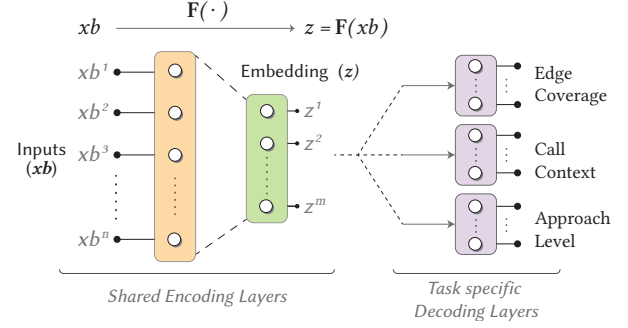 F(·)
xb
z = F(xb)
Embedding (z)
Inputs
(xb)
xb¹
xb²
xb³
xbⁿ
z¹
z²
zᵐ
Edge
Coverage
Call
Context
Approach
Level
Shared Encoding Layers
Task specific
Decoding Layers